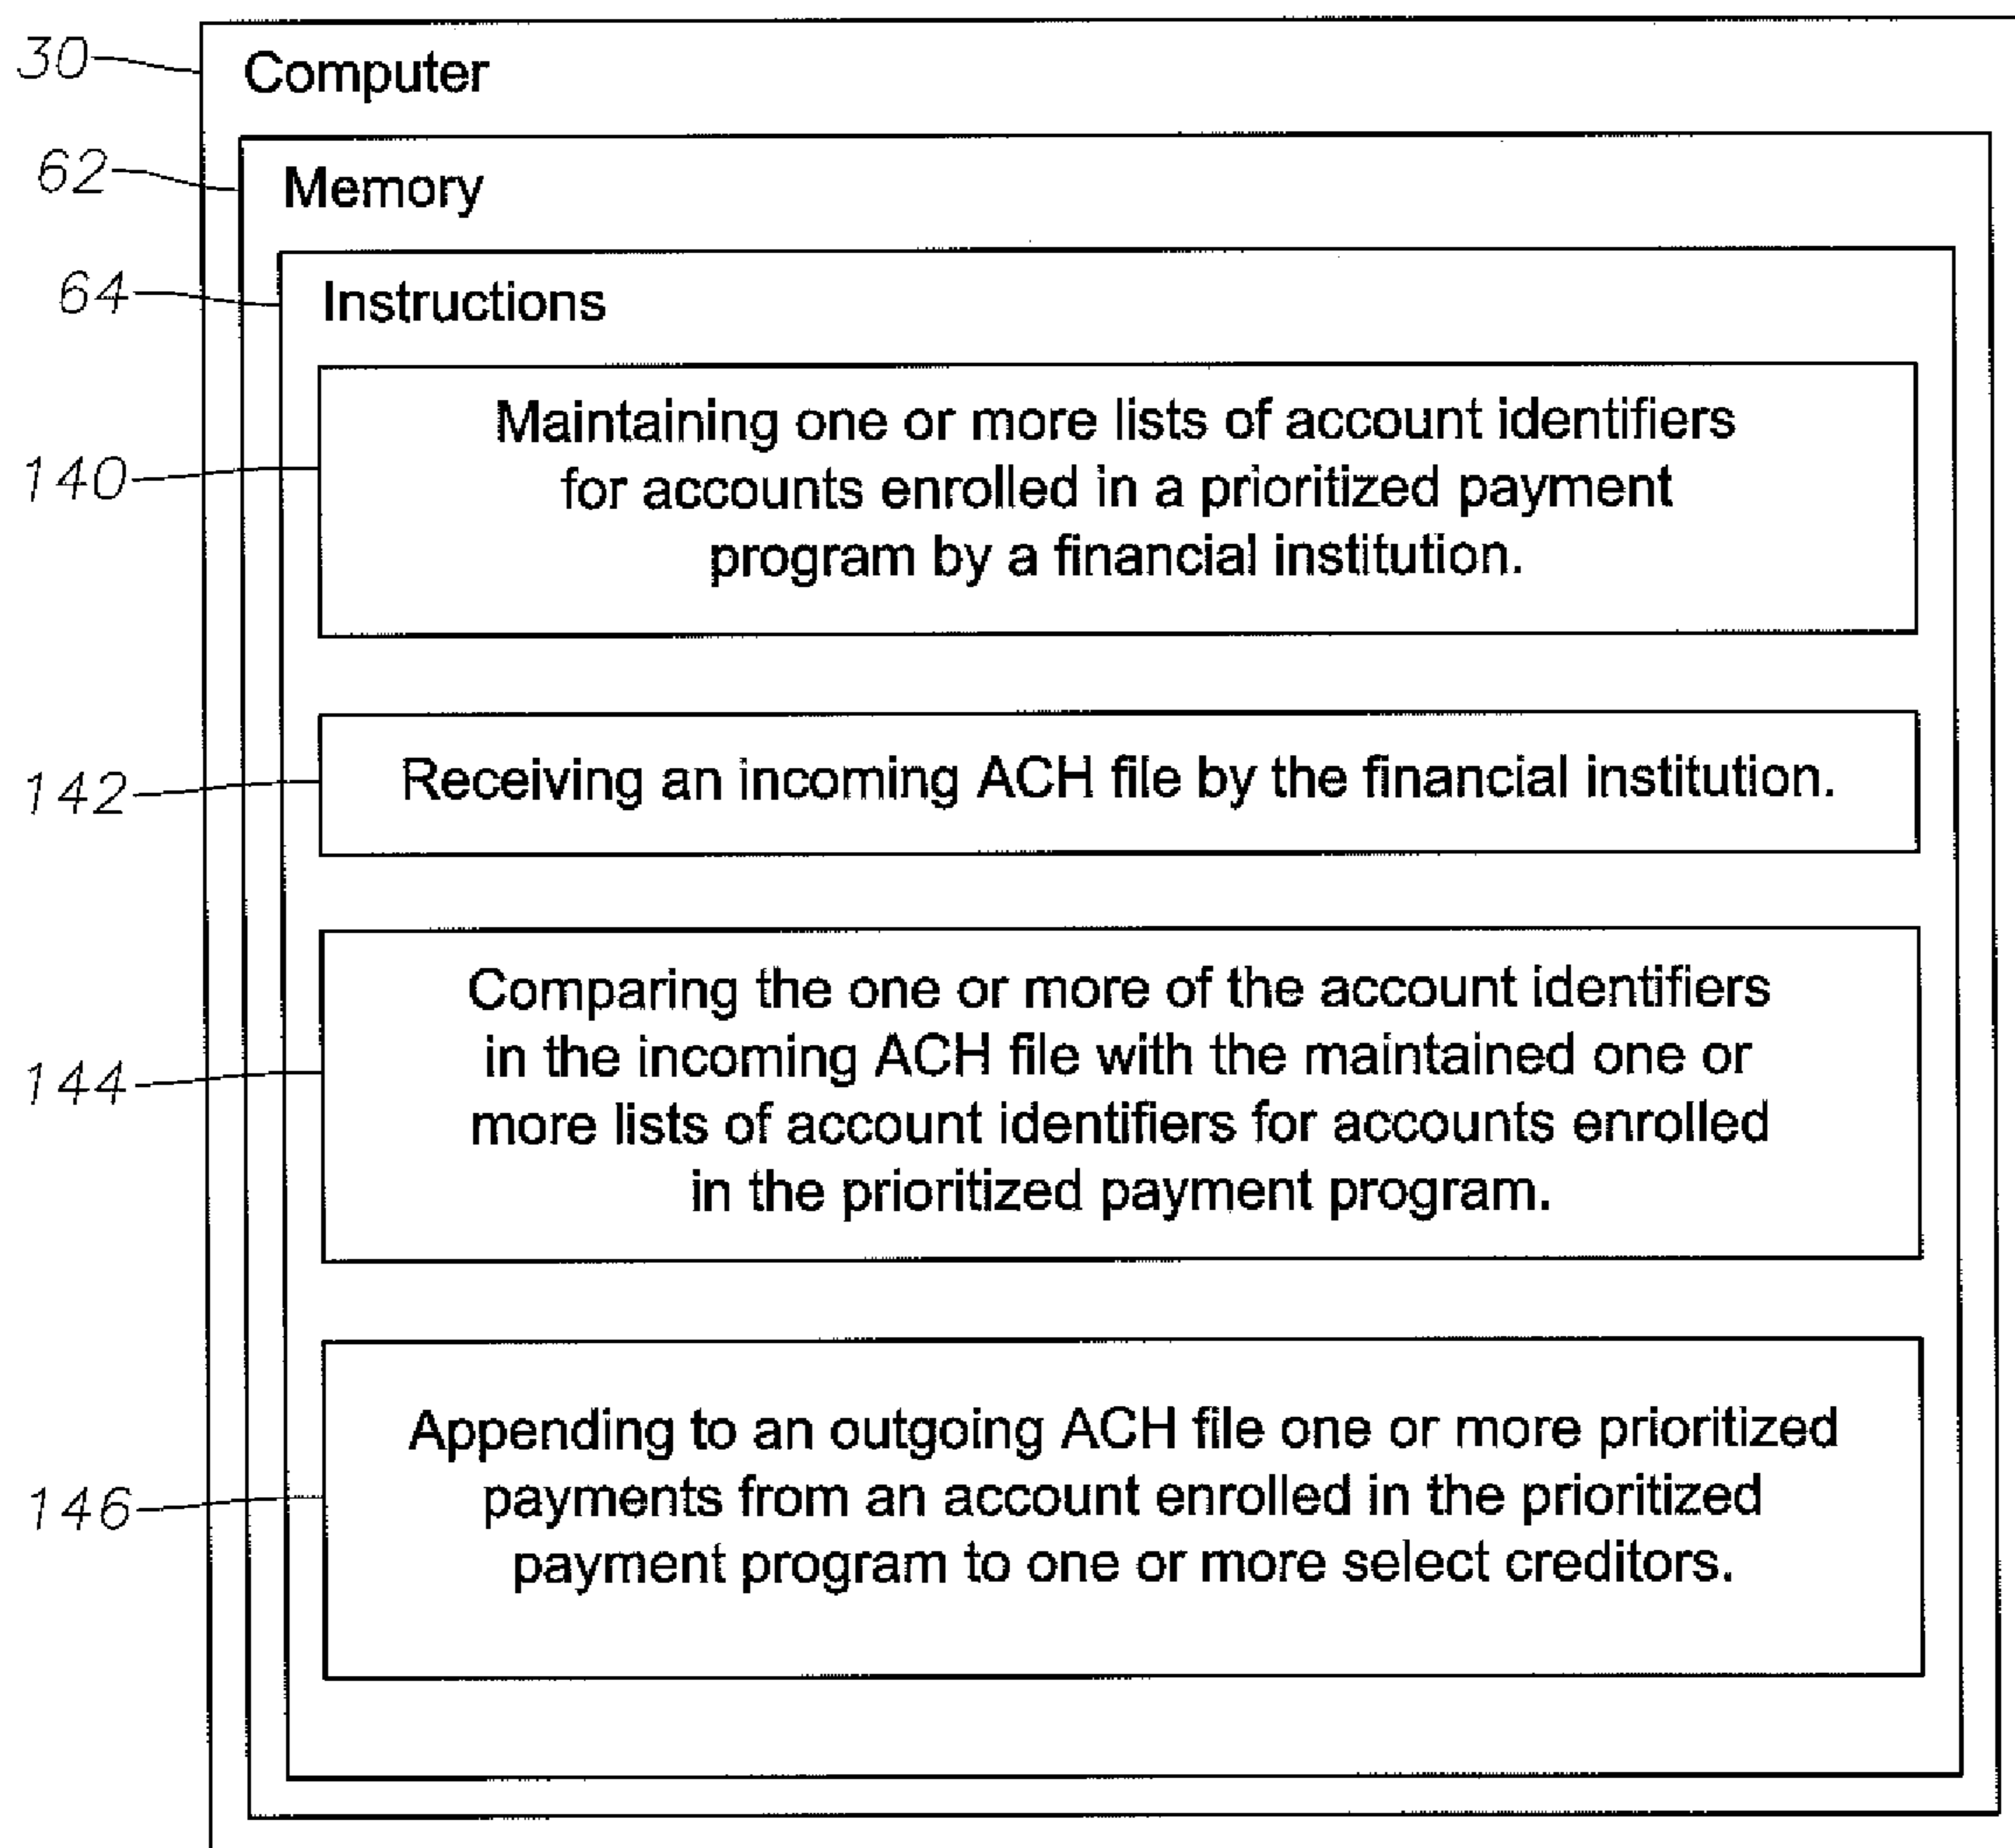 30
Computer
62
Memory
64
Instructions
140
Maintaining one or more lists of account identifiers
for accounts enrolled in a prioritized payment
program by a financial institution.
142
Receiving an incoming ACH file by the financial institution.
144
Comparing the one or more of the account identifiers
in the incoming ACH file with the maintained one or
more lists of account identifiers for accounts enrolled
in the prioritized payment program.
146
Appending to an outgoing ACH file one or more prioritized
payments from an account enrolled in the prioritized
payment program to one or more select creditors.